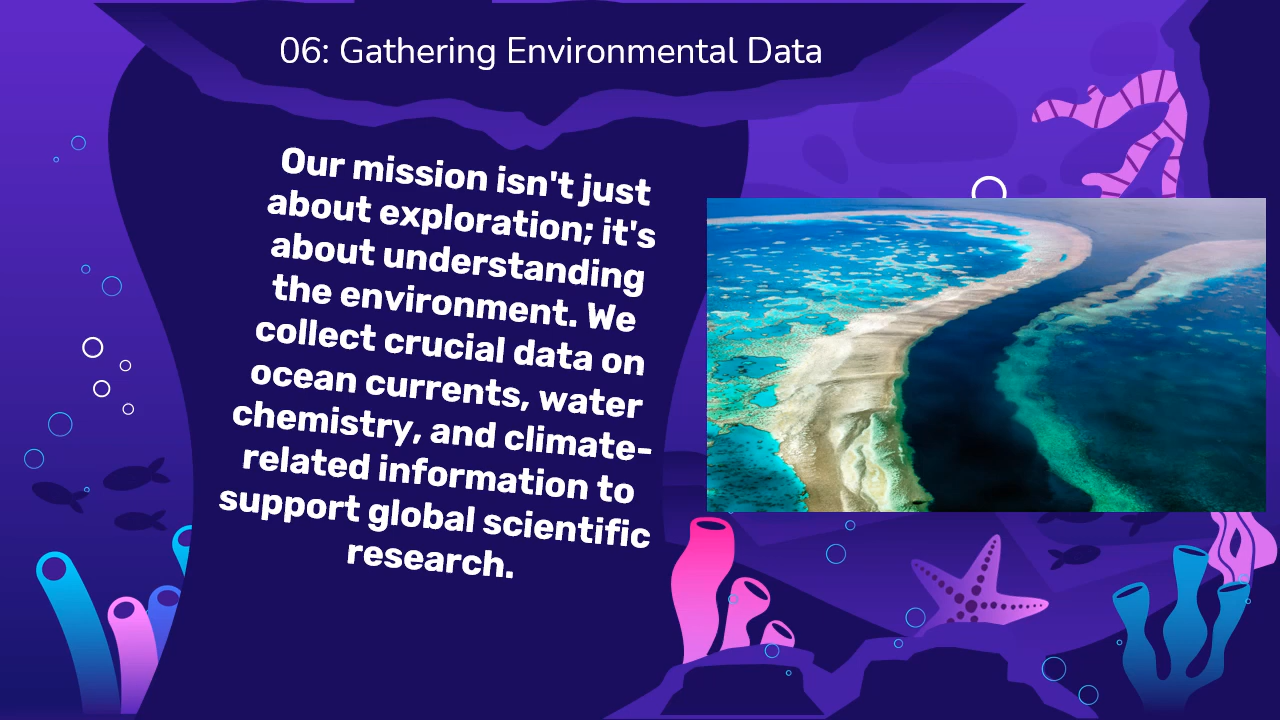 06: Gathering Environmental Data
Our mission isn't just
about exploration; it's
about understanding
the environment. We
collect crucial data on
ocean currents, water
chemistry, and climate-
related information to
support global scientific
research.